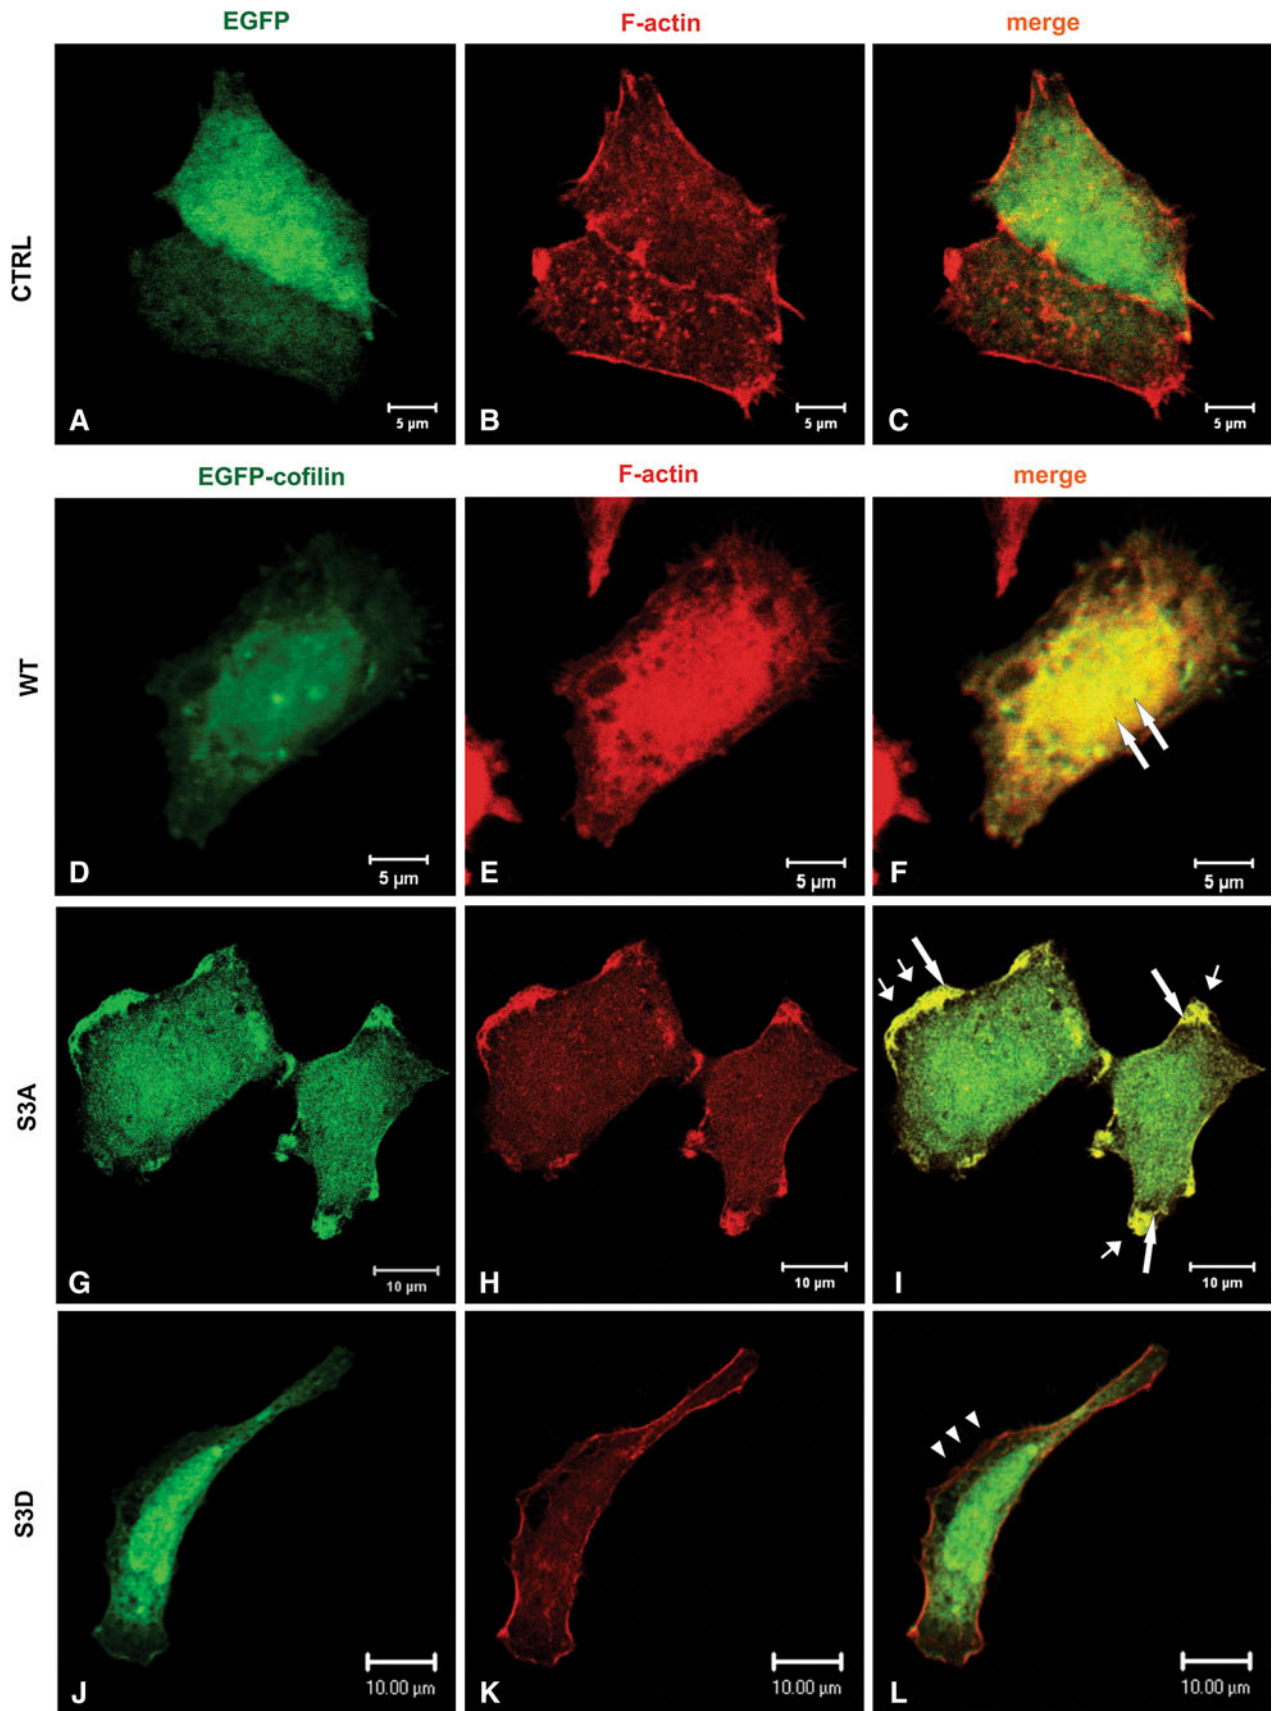 EGFP F-actin merge
CTRL
A 5 µm B 5 µm C 5 µm
EGFP-cofilin F-actin merge
WT
D 5 µm E 5 µm F 5 µm
S3A
G 10 µm H 10 µm I 10 µm
S3D
J 10.00 µm K 10.00 µm L 10.00 µm